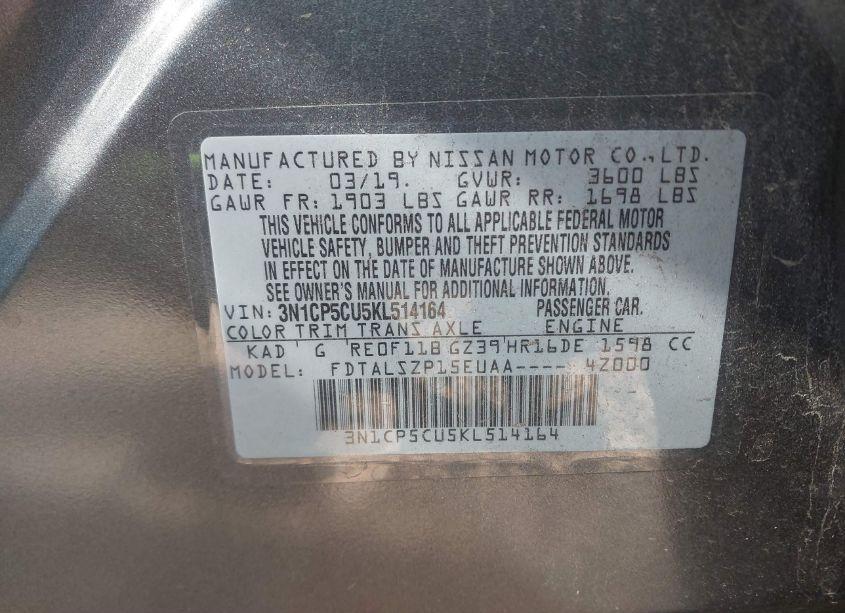 MANUFACTURED BY NISSAN MOTOR CO., LTD.
DATE: 03/19. GVWR: 3600 LBS
GAWR FR: 1903 LBS GAWR RR: 1698 LBS
THIS VEHICLE CONFORMS TO ALL APPLICABLE FEDERAL MOTOR
VEHICLE SAFETY, BUMPER AND THEFT PREVENTION STANDARDS
IN EFFECT ON THE DATE OF MANUFACTURE SHOWN ABOVE.
SEE OWNER'S MANUAL FOR ADDITIONAL INFORMATION.
VIN: 3N1CP5CU5KL514164 PASSENGER CAR.
COLOR TRIM TRANS AXLE ENGINE
KAD G RE0F11B GZ39 HR16DE 1598 CC
MODEL: FDTALSZP15EUAA---- 4Z000
3N1CP5CU5KL514164